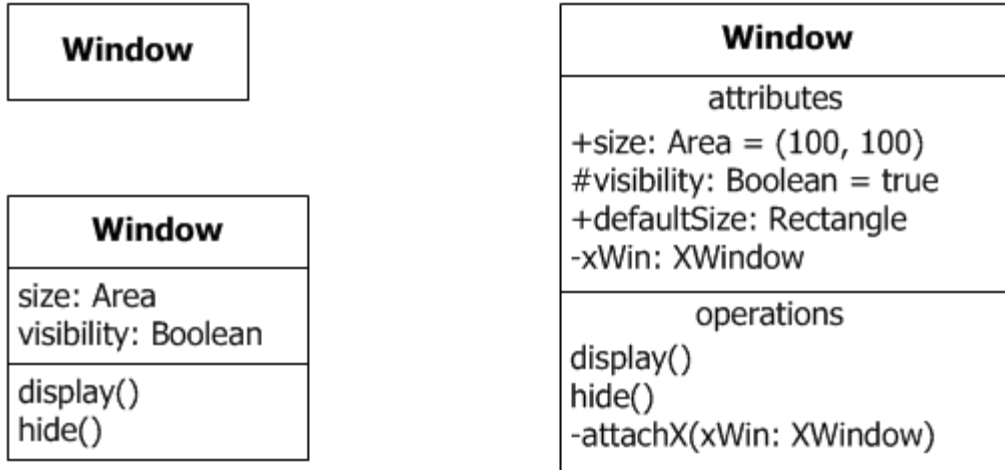 Window
Window
size: Area
visibility: Boolean
display()
hide()
Window
attributes
+size: Area = (100, 100)
#visibility: Boolean = true
+defaultSize: Rectangle
-xWin: XWindow
operations
display()
hide()
-attachX(xWin: XWindow)